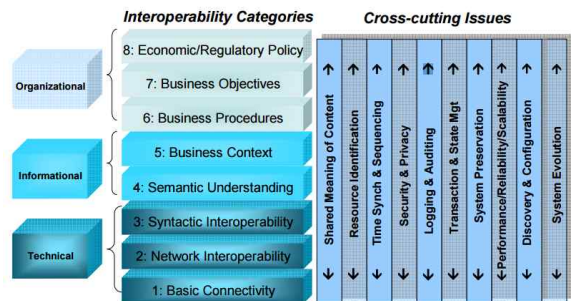 Interoperability Categories
Cross-cutting Issues
Organizational
8: Economic/Regulatory Policy
7: Business Objectives
6: Business Procedures
Informational
5: Business Context
4: Semantic Understanding
Technical
3: Syntactic Interoperability
2: Network Interoperability
1: Basic Connectivity
Shared Meaning of Content
Resource Identification
Time Synch & Sequencing
Security & Privacy
Logging & Auditing
Transaction & State Mgt
System Preservation
Performance/Reliability/Scalability
Discovery & Configuration
System Evolution